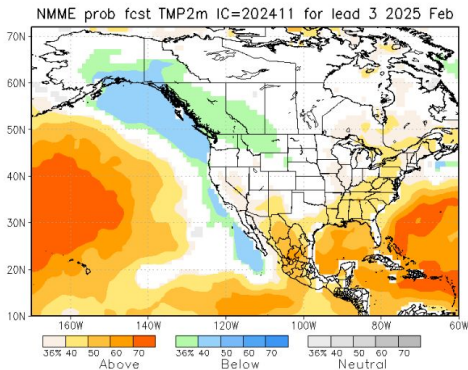 NMME prob fcst TMP2m IC=202411 for lead 3 2025 Feb
70N
60N
50N
40N
30N
20N
10N
160W 140W 120W 100W 80W 60W
36% 40 50 60 70 36% 40 50 60 70 36% 40 50 60 70
Above Below Neutral